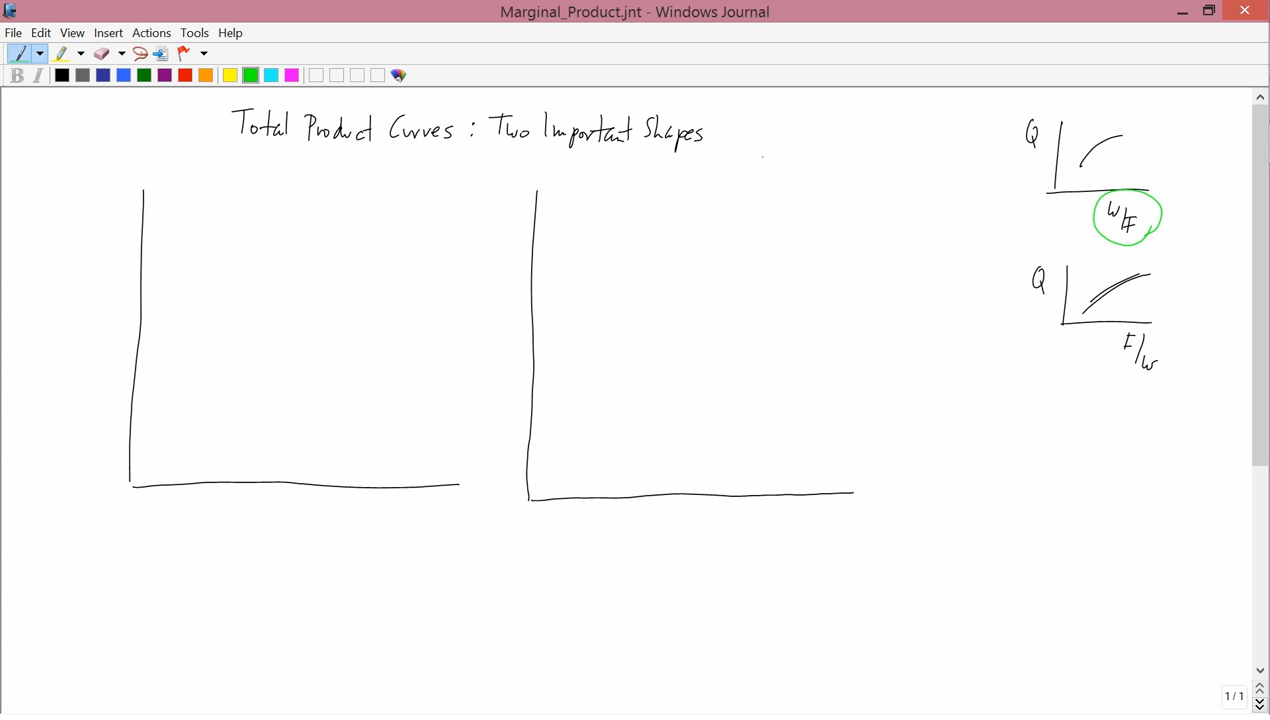 Marginal_Product.jnt - Windows Journal
File Edit View Insert Actions Tools Help
B I
Total Product Curves : Two Important Shapes
Q
W/F
Q
F/W
1 / 1